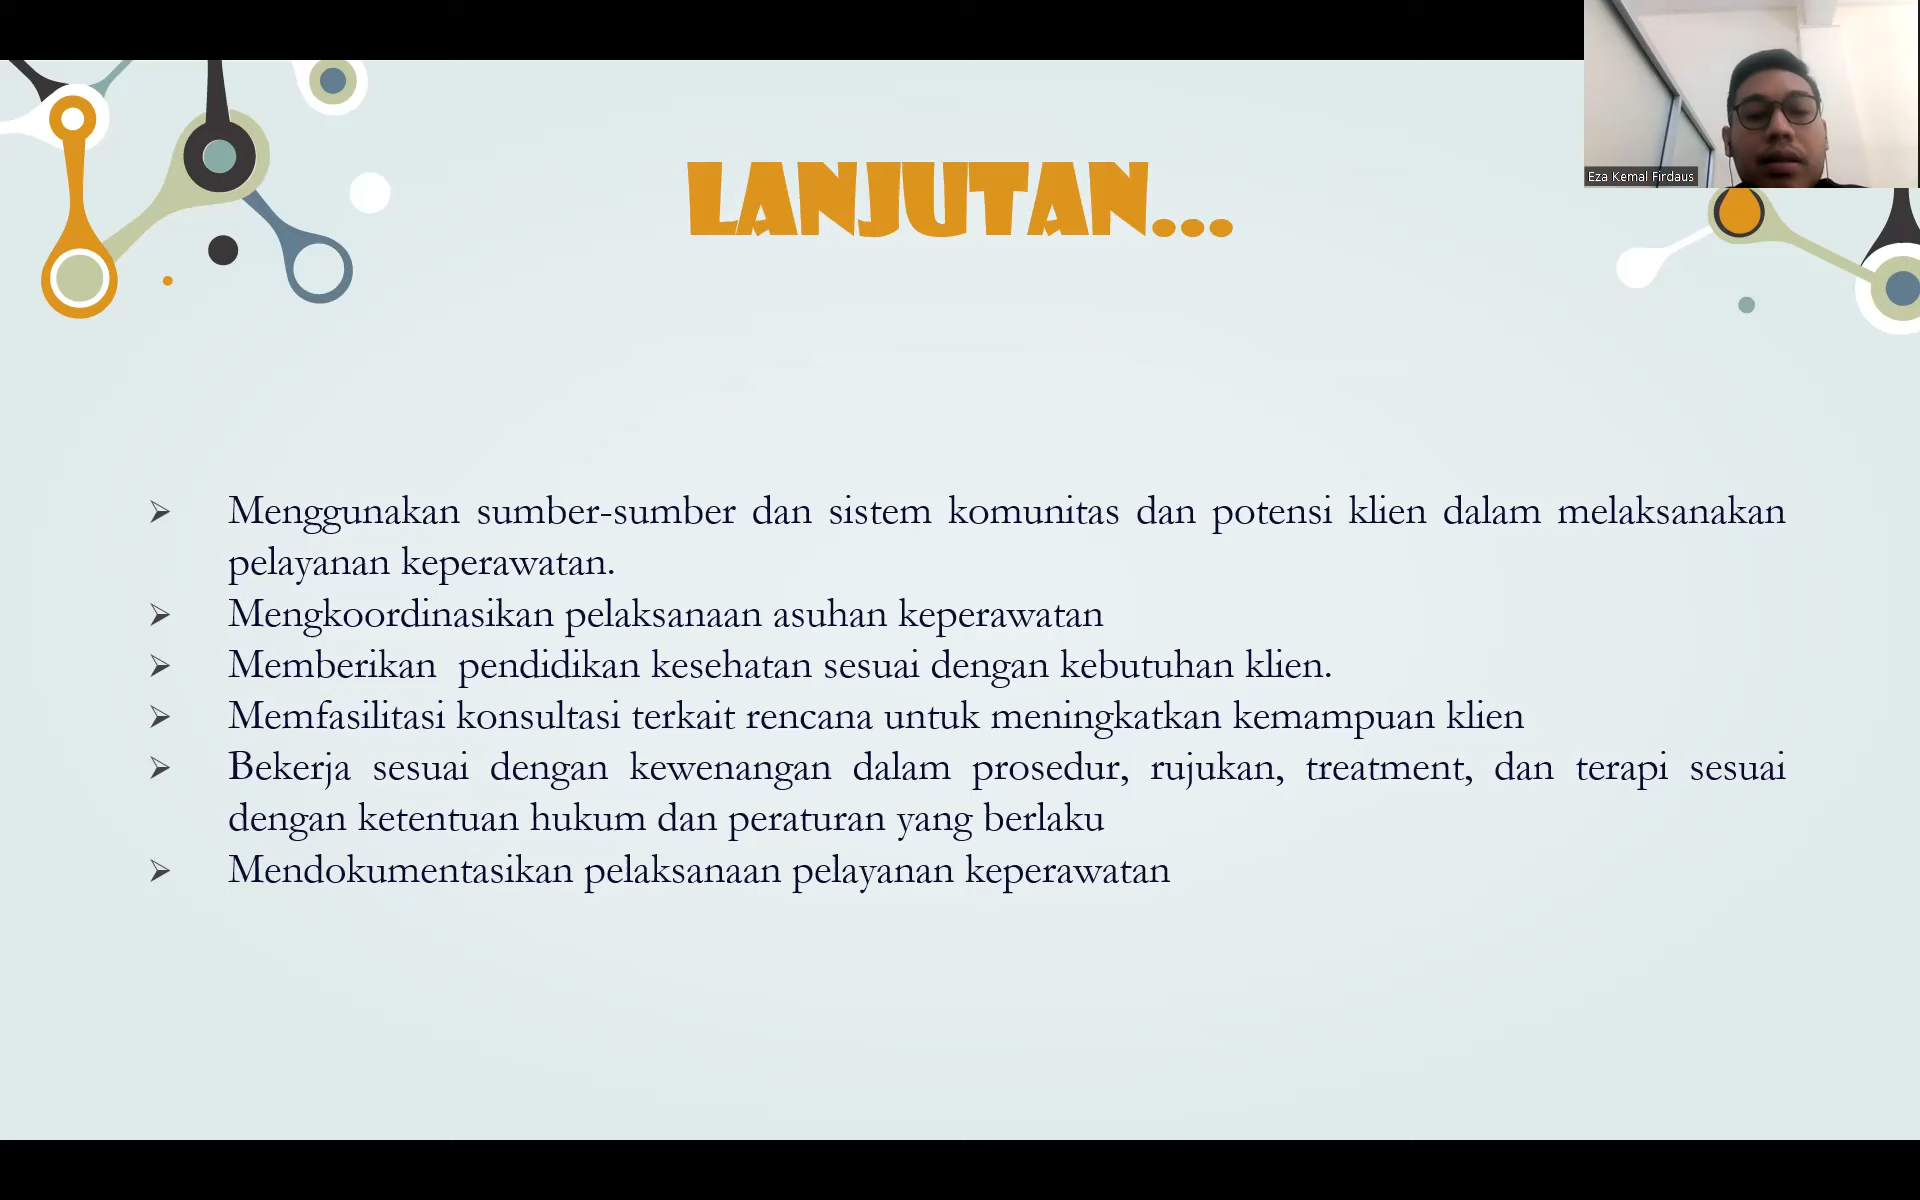 Eza Kemal Firdaus
LANJUTAN...
➢ Menggunakan sumber-sumber dan sistem komunitas dan potensi klien dalam melaksanakan
pelayanan keperawatan.
➢ Mengkoordinasikan pelaksanaan asuhan keperawatan
➢ Memberikan  pendidikan kesehatan sesuai dengan kebutuhan klien.
➢ Memfasilitasi konsultasi terkait rencana untuk meningkatkan kemampuan klien
➢ Bekerja sesuai dengan kewenangan dalam prosedur, rujukan, treatment, dan terapi sesuai
dengan ketentuan hukum dan peraturan yang berlaku
➢ Mendokumentasikan pelaksanaan pelayanan keperawatan